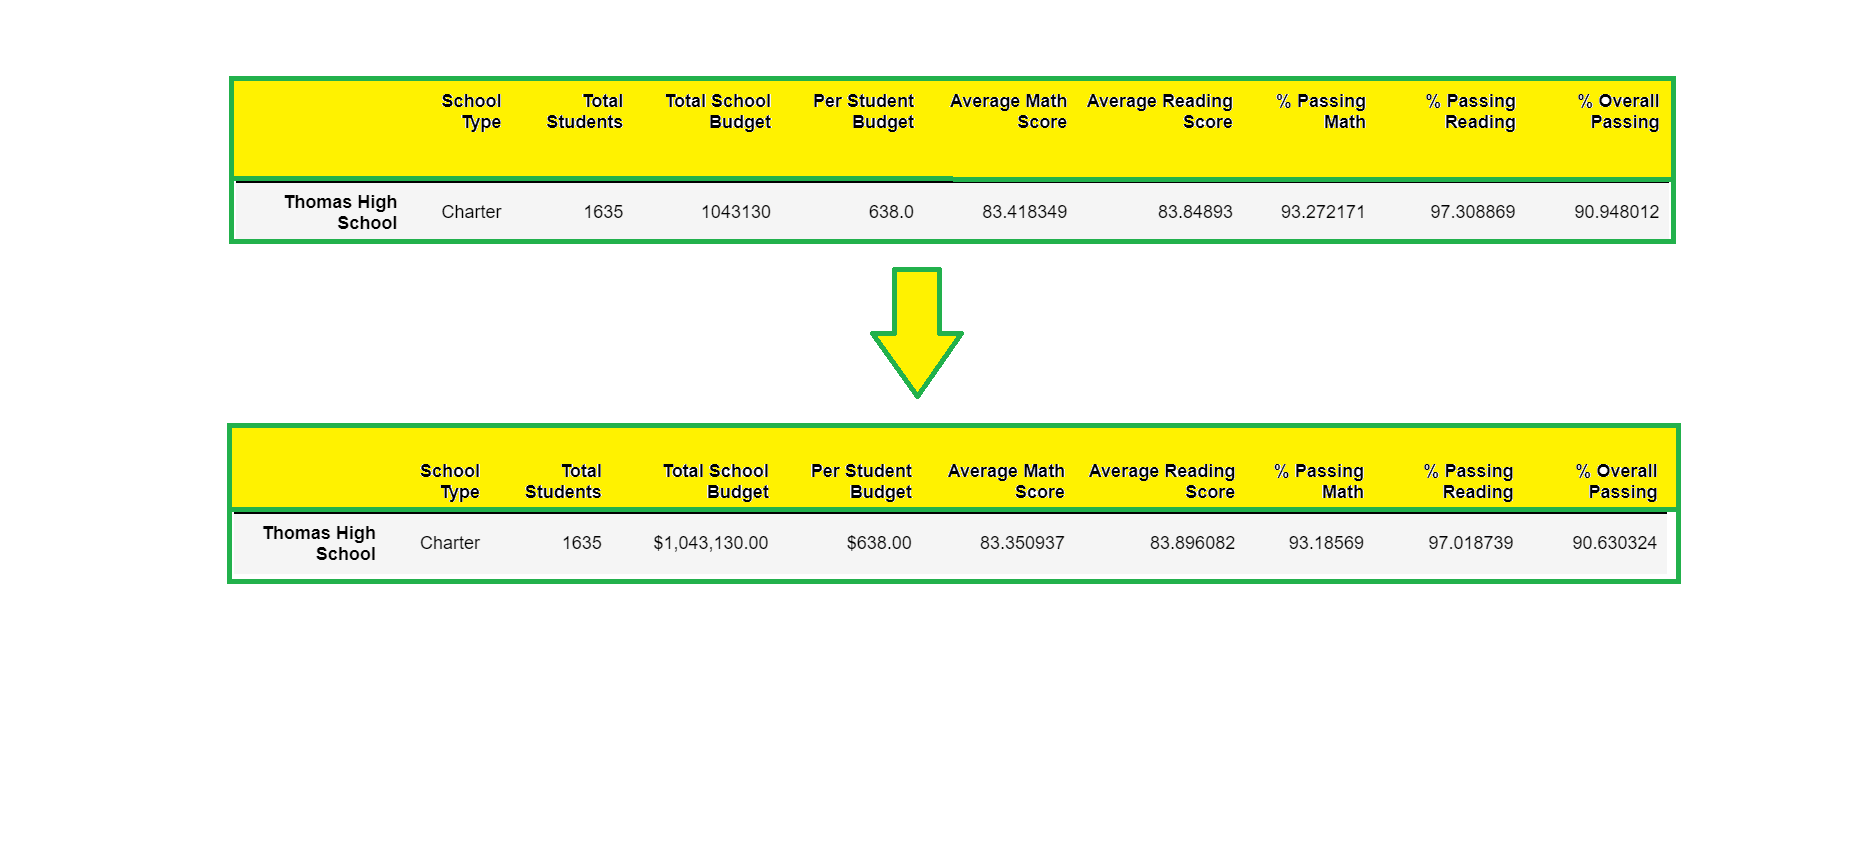 School Total Total School Per Student Average Math Average Reading % Passing % Passing % Overall
Type Students Budget Budget Score Score Math Reading Passing
Thomas High
School Charter 1635 1043130 638.0 83.418349 83.84893 93.272171 97.308869 90.948012
School Total Total School Per Student Average Math Average Reading % Passing % Passing % Overall
Type Students Budget Budget Score Score Math Reading Passing
Thomas High
School Charter 1635 $1,043,130.00 $638.00 83.350937 83.896082 93.18569 97.018739 90.630324